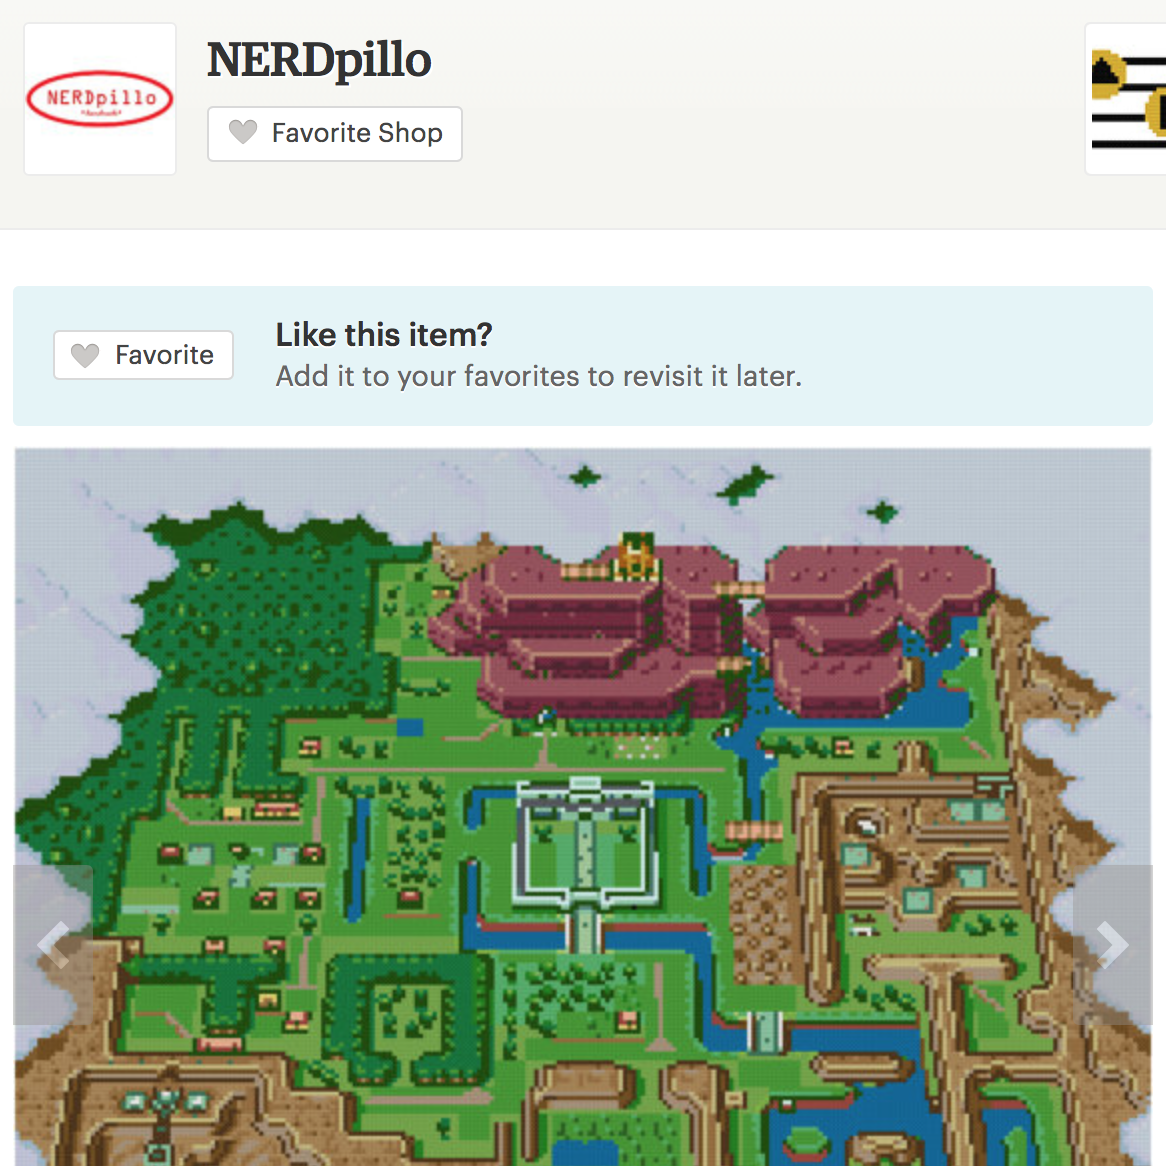 NERDpillo
NERDpillo
Favorite Shop
Favorite
Like this item?
Add it to your favorites to revisit it later.